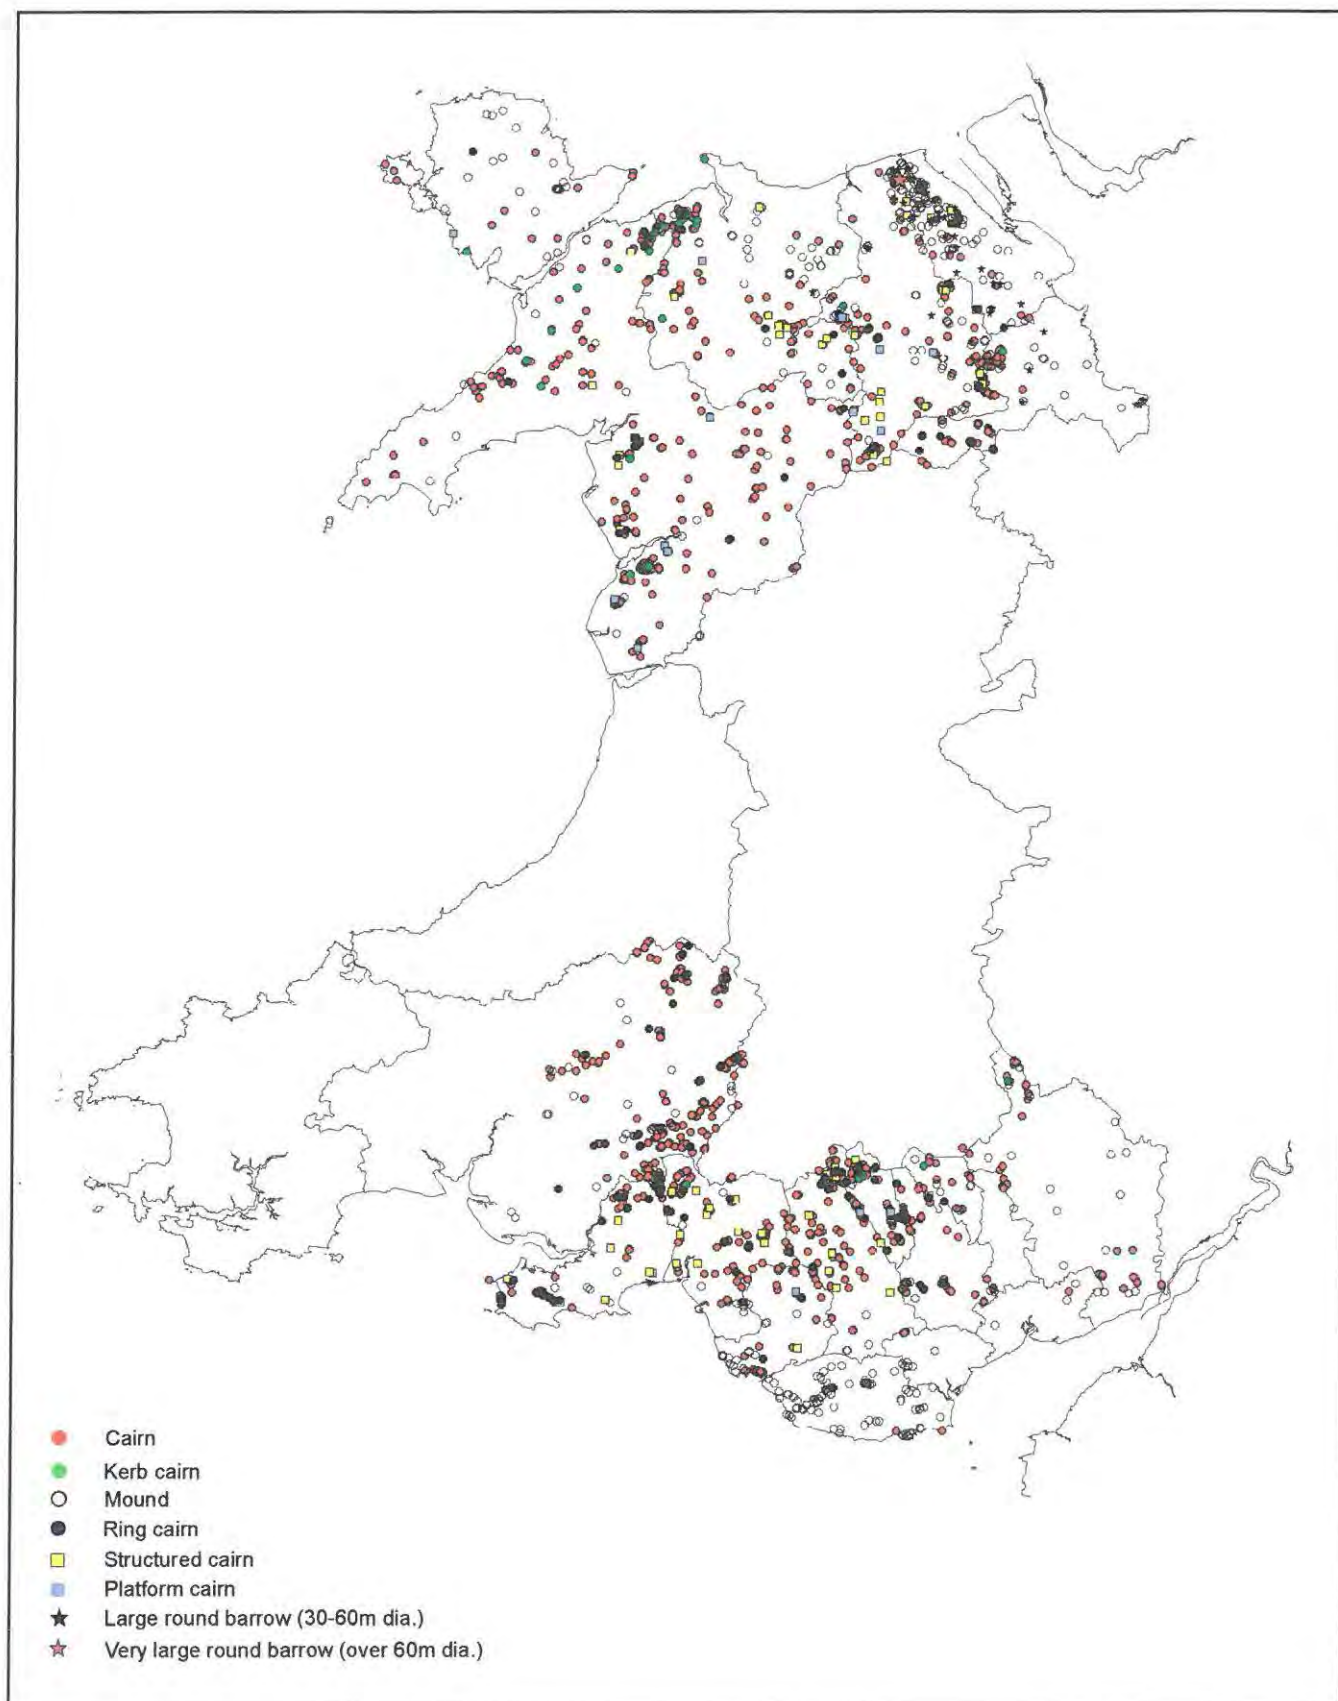 Cairn
Kerb cairn
Mound
Ring cairn
Structured cairn
Platform cairn
Large round barrow (30-60m dia.)
Very large round barrow (over 60m dia.)